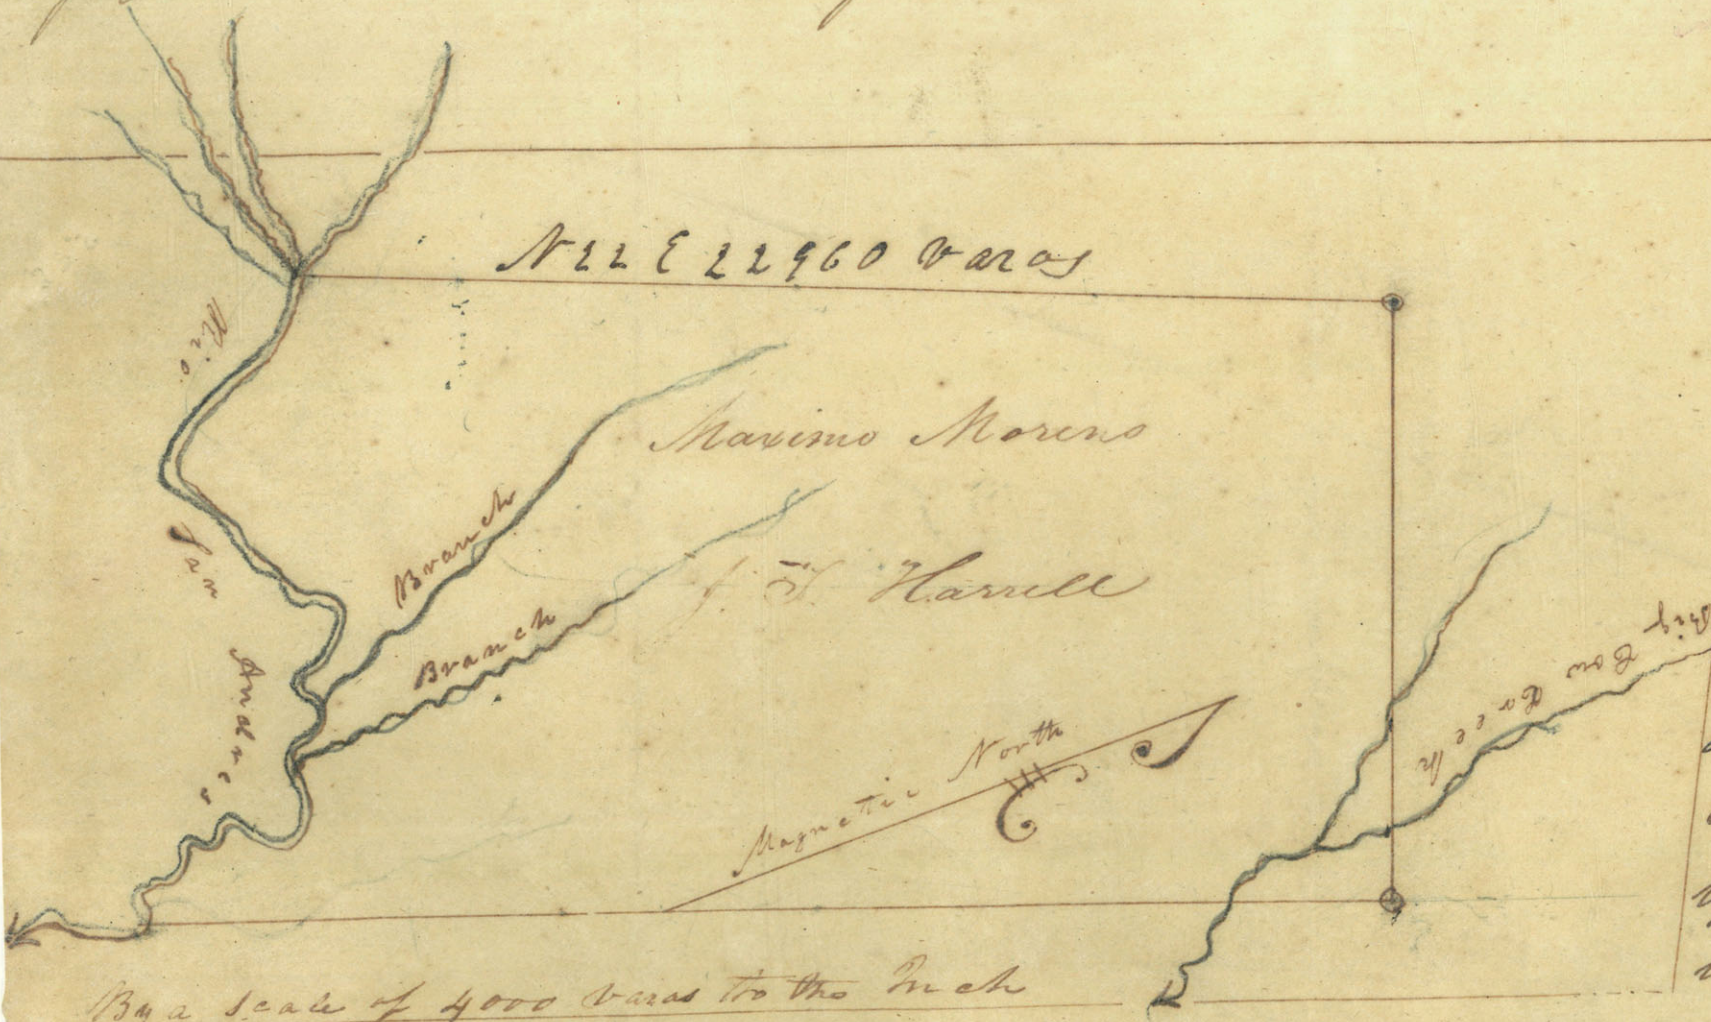 N 22 E 22960 varas
Rio San Andres
Maximo Moreno
Branch
Branch
Harrell
Big Cow Creek
Magnetic North
By a scale of 4000 varas to the Inch